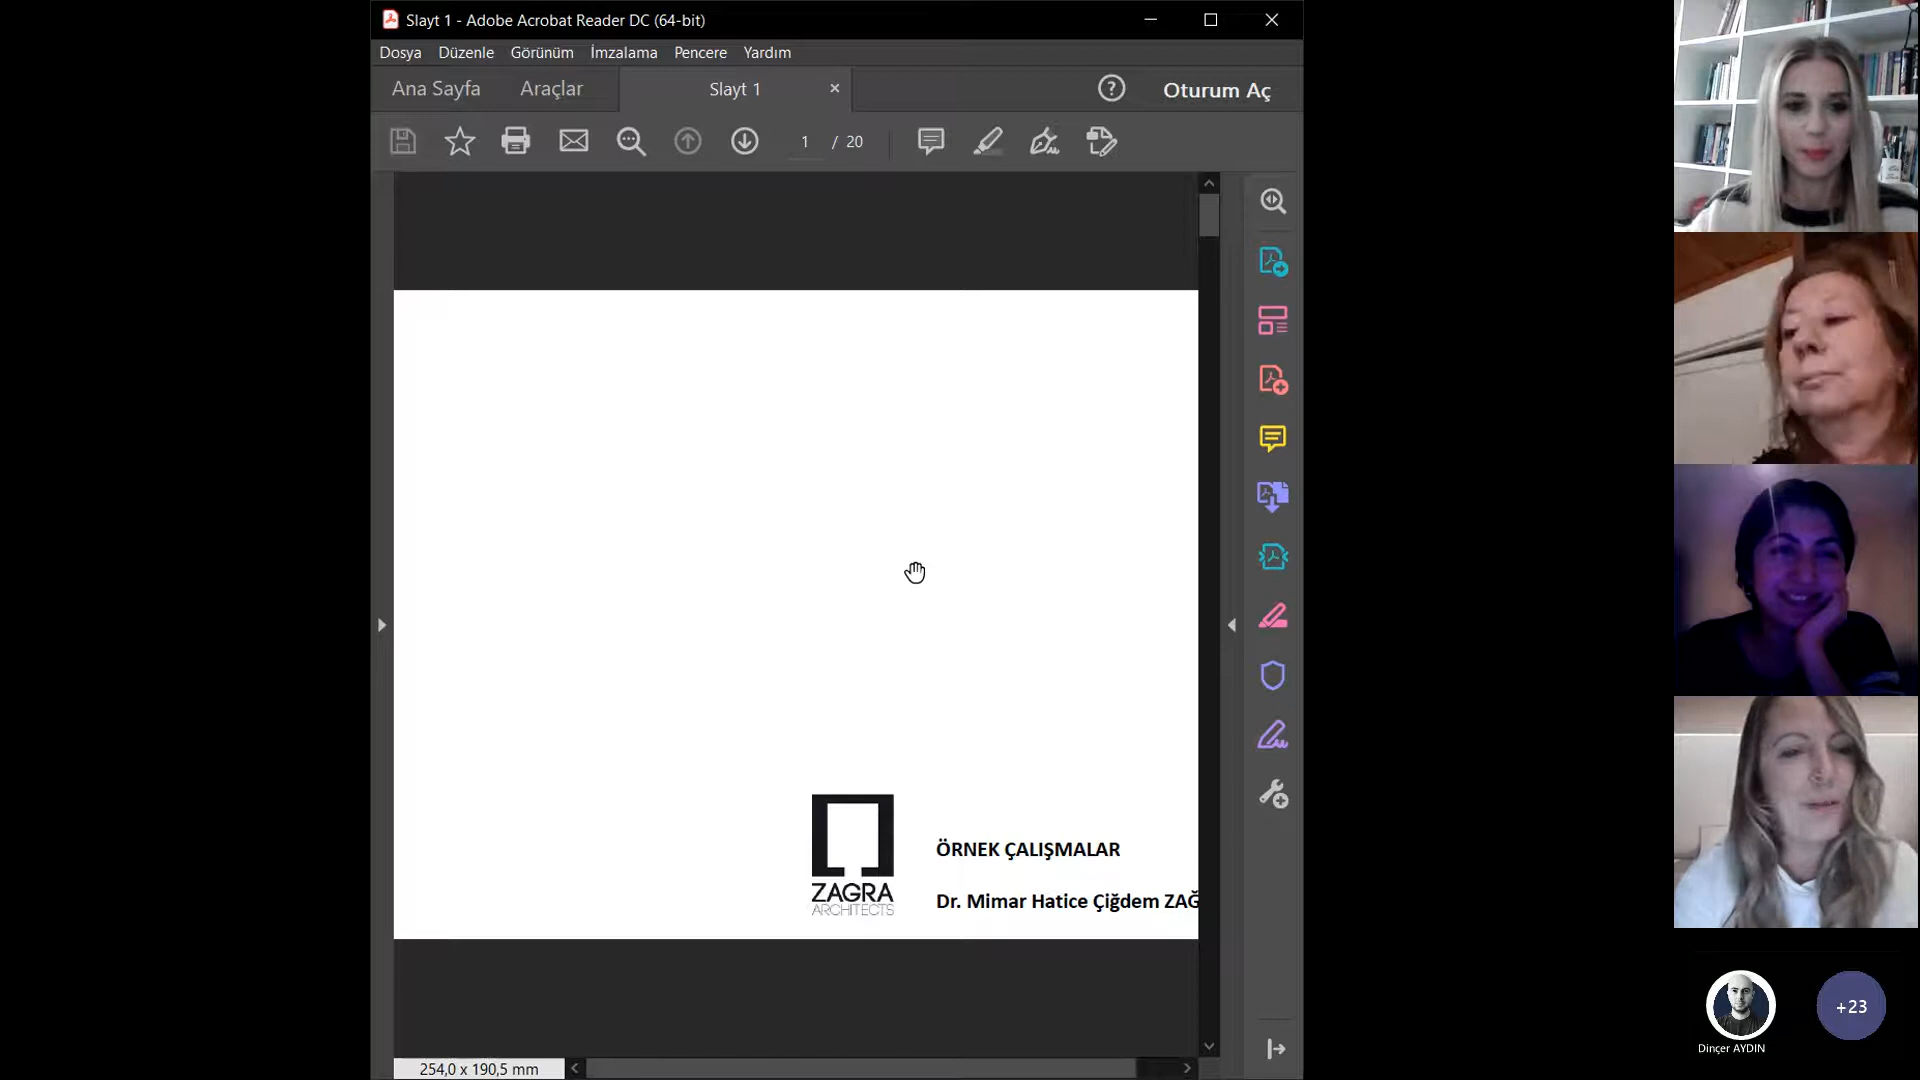 Slayt 1 - Adobe Acrobat Reader DC (64-bit)
Dosya Düzenle Görünüm İmzalama Pencere Yardım
Ana Sayfa Araçlar Slayt 1 Oturum Aç
1 / 20
ÖRNEK ÇALIŞMALAR
ZAGRA
ARCHITECTS
Dr. Mimar Hatice Çiğdem ZAĞ
254,0 x 190,5 mm
+23
Dinçer AYDIN